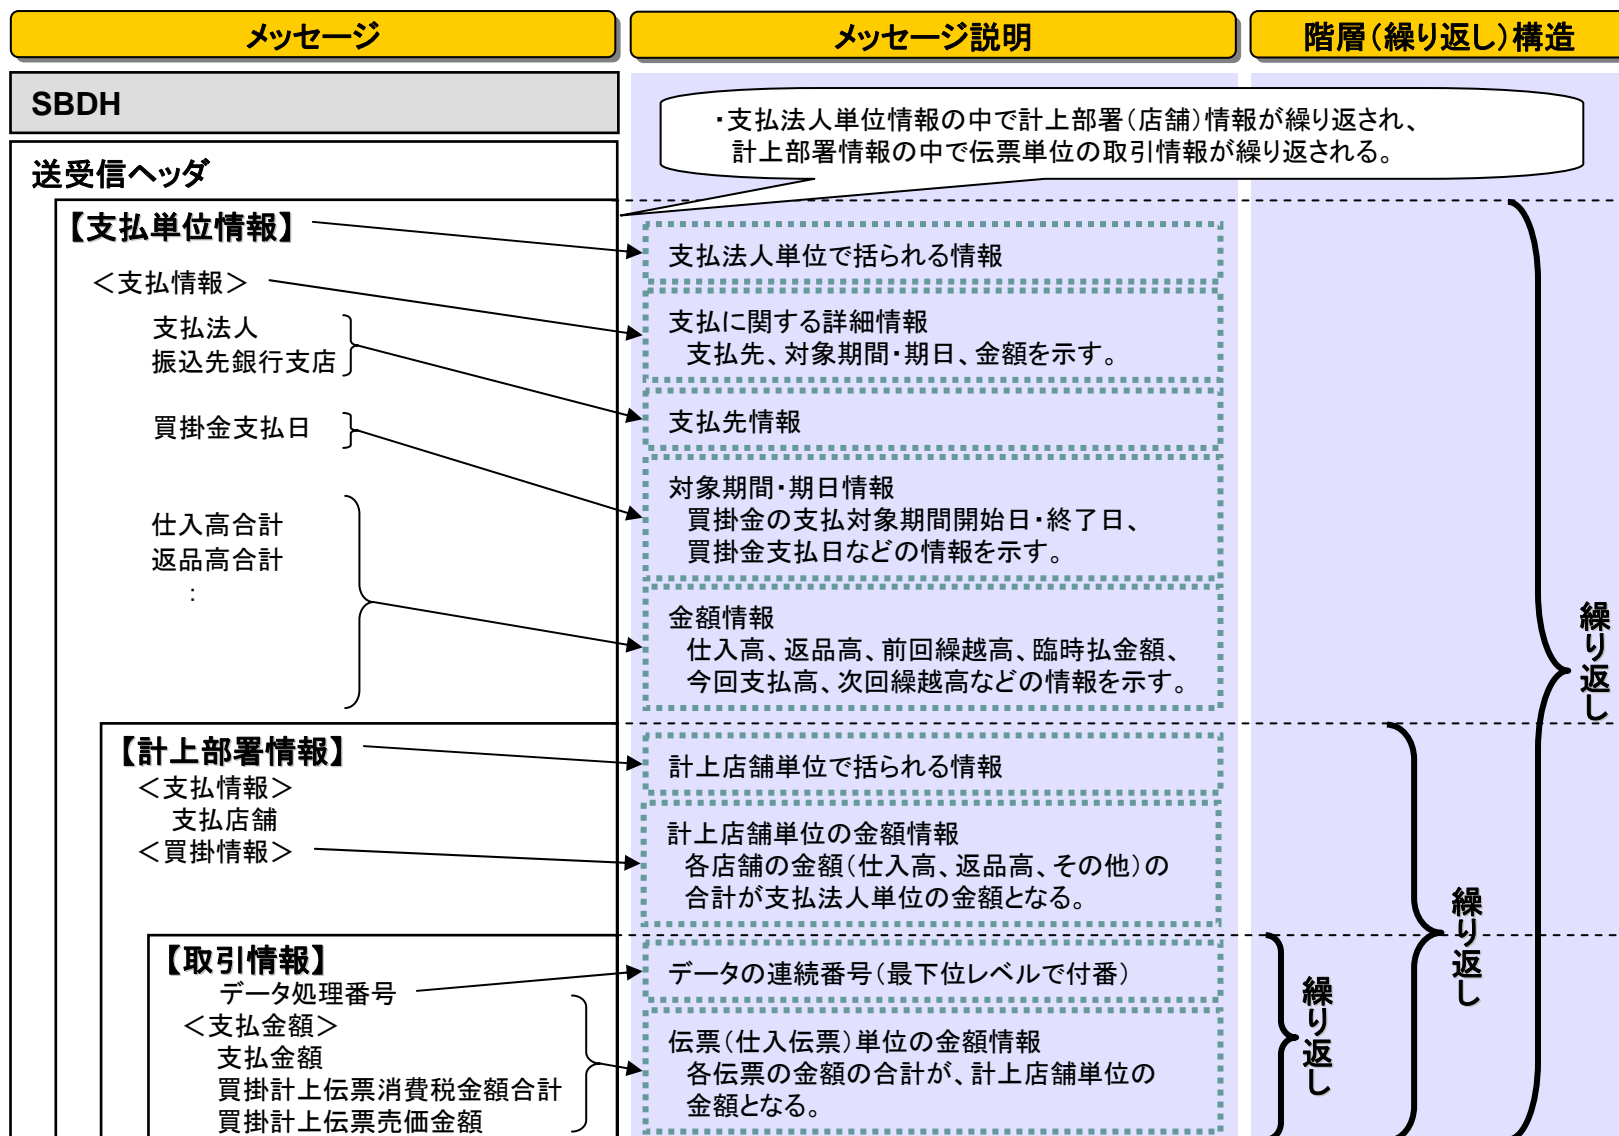 メッセージ
メッセージ説明
階層(繰り返し)構造
SBDH
・支払法人単位情報の中で計上部署(店舗)情報が繰り返され、
計上部署情報の中で伝票単位の取引情報が繰り返される。
送受信ヘッダ
【支払単位情報】
支払法人単位で括られる情報
＜支払情報＞
支払法人
振込先銀行支店
支払に関する詳細情報
支払先、対象期間・期日、金額を示す。
買掛金支払日
支払先情報
対象期間・期日情報
買掛金の支払対象期間開始日・終了日、
買掛金支払日などの情報を示す。
仕入高合計
返品高合計
：
金額情報
仕入高、返品高、前回繰越高、臨時払金額、
今回支払高、次回繰越高などの情報を示す。
繰り返し
【計上部署情報】
＜支払情報＞
支払店舗
＜買掛情報＞
計上店舗単位で括られる情報
計上店舗単位の金額情報
各店舗の金額(仕入高、返品高、その他)の
合計が支払法人単位の金額となる。
繰り返し
【取引情報】
データ処理番号
＜支払金額＞
支払金額
買掛計上伝票消費税金額合計
買掛計上伝票売価金額
データの連続番号(最下位レベルで付番)
伝票(仕入伝票)単位の金額情報
各伝票の金額の合計が、計上店舗単位の
金額となる。
繰り返し